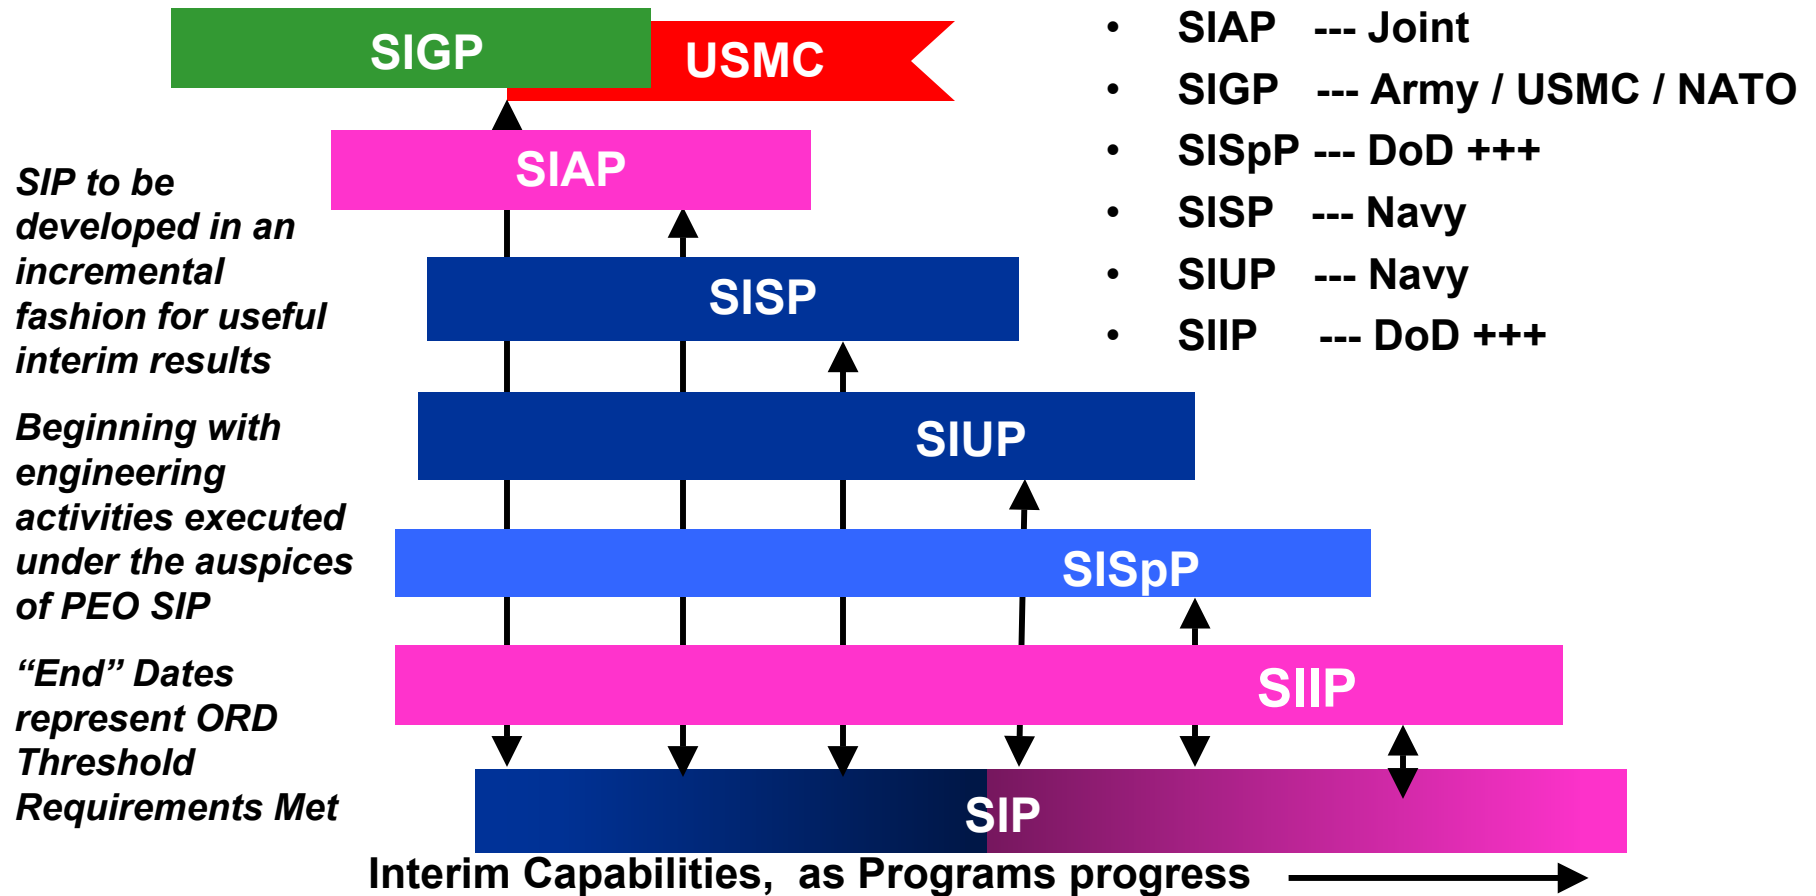 SIGP
USMC
SIAP
SISP
SIUP
SISpP
SIIP
SIP
Interim Capabilities, as Programs progress
SIP to be
developed in an
incremental
fashion for useful
interim results
Beginning with
engineering
activities executed
under the auspices
of PEO SIP
“End” Dates
represent ORD
Threshold
Requirements Met
• SIAP --- Joint
• SIGP --- Army / USMC / NATO
• SISpP --- DoD +++
• SISP --- Navy
• SIUP --- Navy
• SIIP --- DoD +++